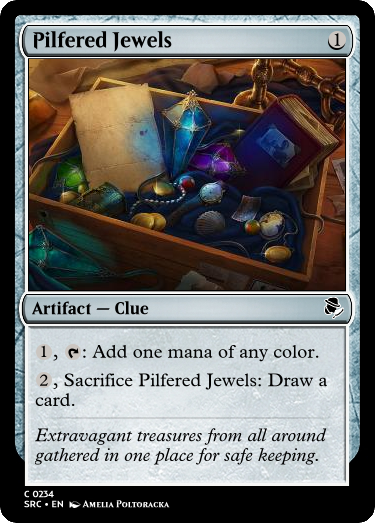 Pilfered Jewels 1
Artifact — Clue
1, : Add one mana of any color.
2, Sacrifice Pilfered Jewels: Draw a
card.
Extravagant treasures from all around
gathered in one place for safe keeping.
C 0234
SRC • EN Amelia Poltoracka